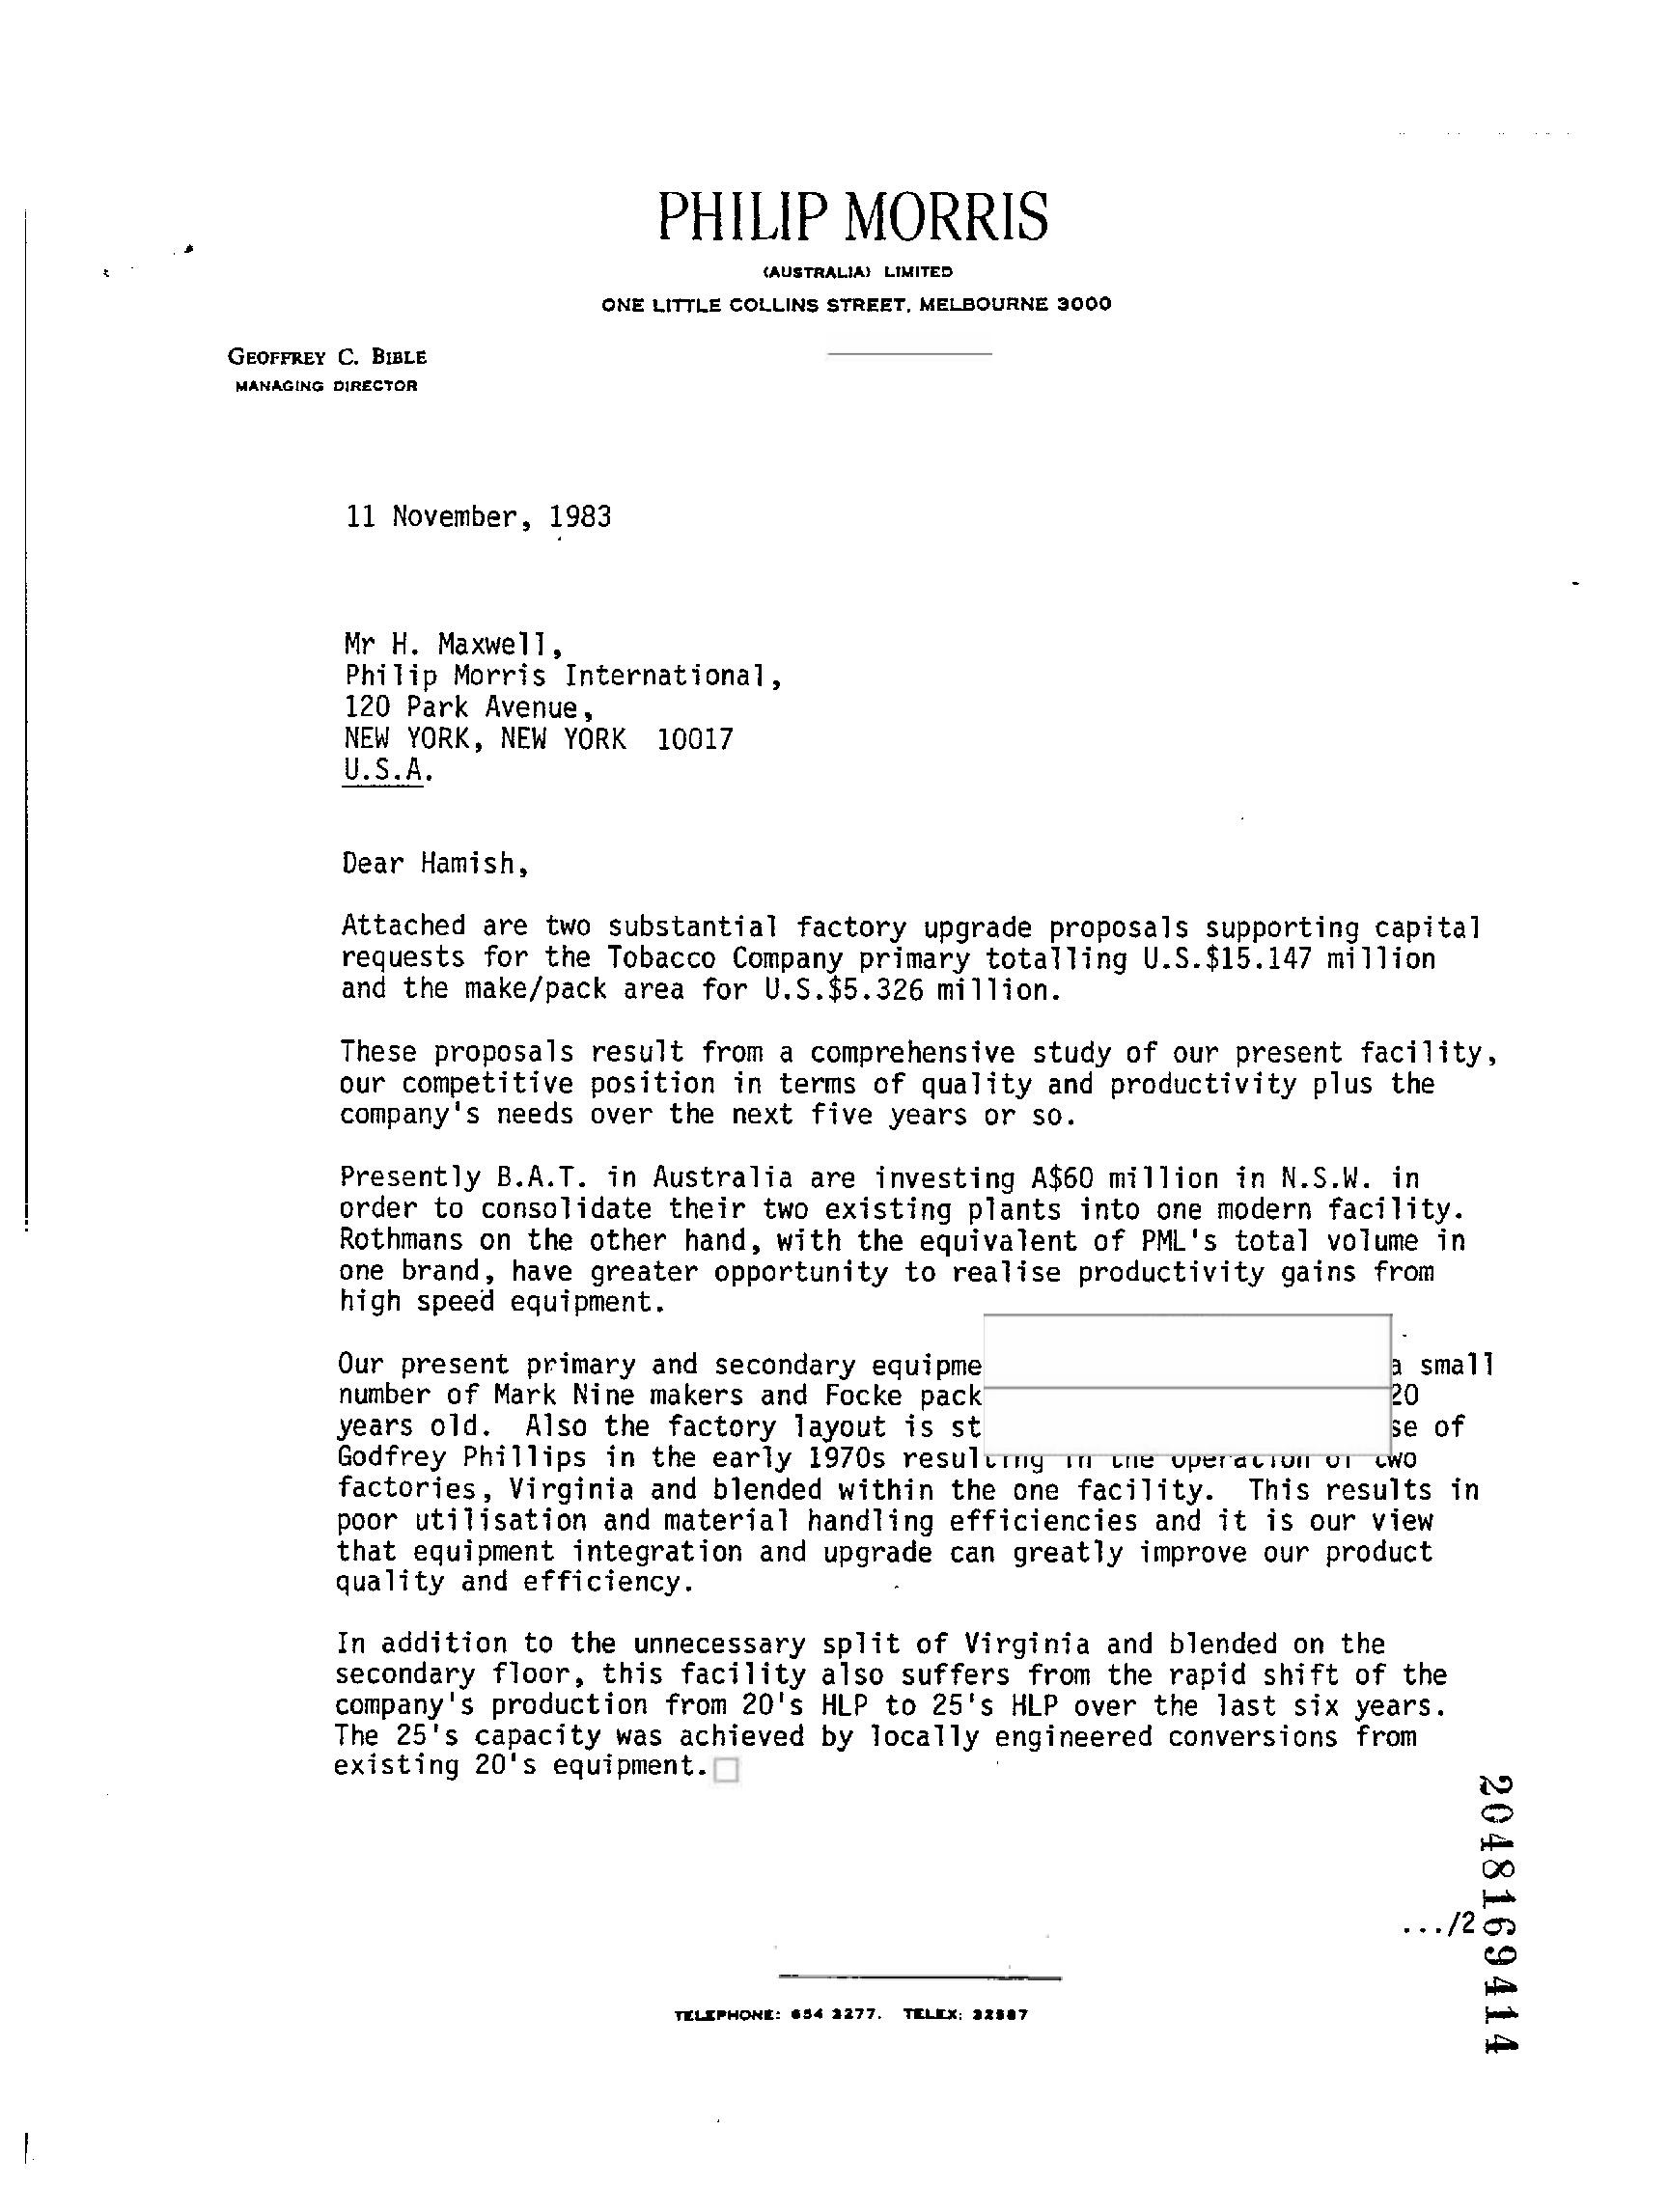 PHILIP MORRIS
(AUSTRALIA) LIMITED
ONE LITTLE COLLINS STREET, MELBOURNE 3000
GEOFFREY C. BIBLE
MANAGING DIRECTOR
11 November, 1983
Mr H. Maxwell,
Philip Morris International,
120 Park Avenue,
NEW YORK, NEW YORK 10017
U.S.A.
Dear Hamish,
Attached are two substantial factory upgrade proposals supporting capital
requests for the Tobacco Company primary totalling U.S.$15.147 million
and the make/pack area for U.S.$5.326 million.
These proposals result from a comprehensive study of our present facility,
our competitive position in terms of quality and productivity plus the
company's needs over the next five years or so.
Presently B.A.T. in Australia are investing A$60 million in N.S.W. in
order to consolidate their two existing plants into one modern facility.
Rothmans on the other hand, with the equivalent of PML's total volume in
one brand, have greater opportunity to realise productivity gains from
high speed equipment.
Our present primary and secondary equipme a small
number of Mark Nine makers and Focke pack 20
years old. Also the factory layout is st se of
Godfrey Phillips in the early 1970s resulting in the operation of two
factories, Virginia and blended within the one facility. This results in
poor utilisation and material handling efficiencies and it is our view
that equipment integration and upgrade can greatly improve our product
quality and efficiency.
In addition to the unnecessary split of Virginia and blended on the
secondary floor, this facility also suffers from the rapid shift of the
company's production from 20's HLP to 25's HLP over the last six years.
The 25's capacity was achieved by locally engineered conversions from
existing 20's equipment.
.../2
TELEPHONE: 654 3277. TELEX: 32887
2048169414